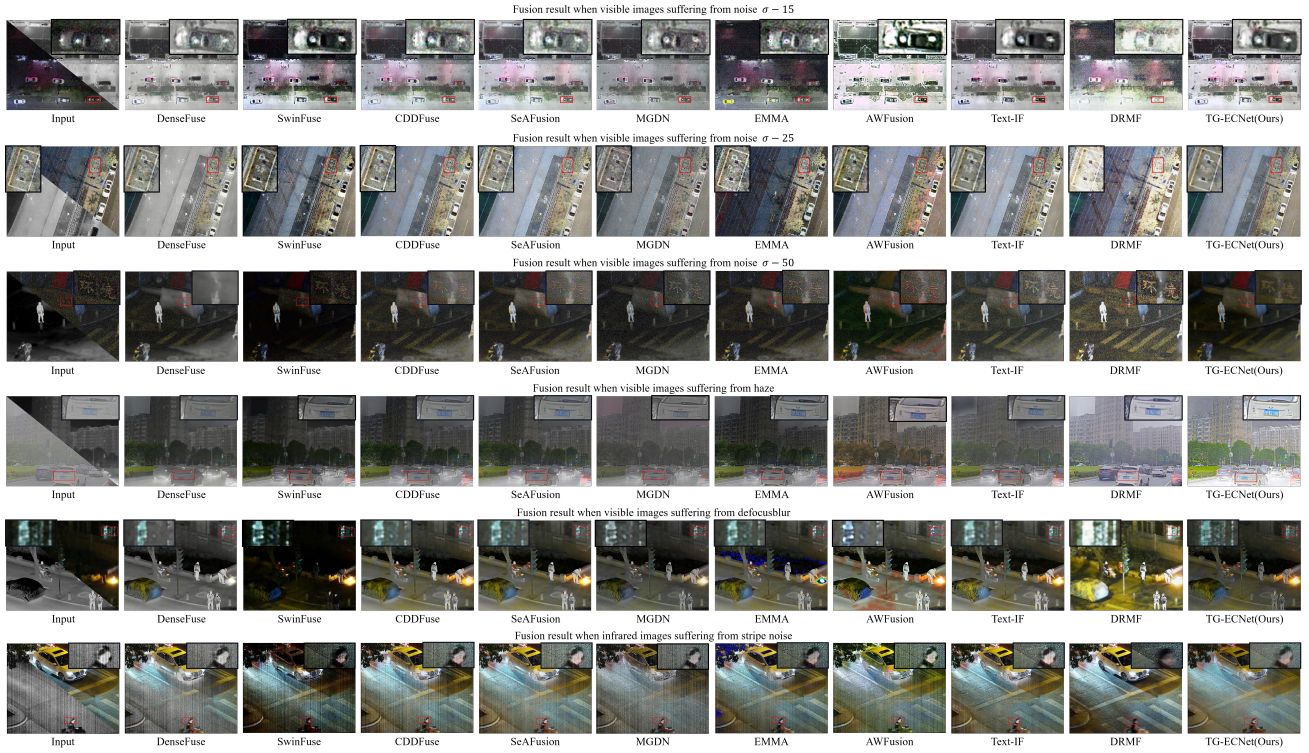 Fusion result when visible images suffering from noise σ − 15
Input DenseFuse SwinFuse CDDFuse SeAFusion MGDN EMMA AWFusion Text-IF DRMF TG-ECNet(Ours)
Fusion result when visible images suffering from noise σ − 25
Input DenseFuse SwinFuse CDDFuse SeAFusion MGDN EMMA AWFusion Text-IF DRMF TG-ECNet(Ours)
Fusion result when visible images suffering from noise σ − 50
环境
Input DenseFuse SwinFuse CDDFuse SeAFusion MGDN EMMA AWFusion Text-IF DRMF TG-ECNet(Ours)
Fusion result when visible images suffering from haze
Input DenseFuse SwinFuse CDDFuse SeAFusion MGDN EMMA AWFusion Text-IF DRMF TG-ECNet(Ours)
Fusion result when visible images suffering from defocusblur
Input DenseFuse SwinFuse CDDFuse SeAFusion MGDN EMMA AWFusion Text-IF DRMF TG-ECNet(Ours)
Fusion result when infrared images suffering from stripe noise
Input DenseFuse SwinFuse CDDFuse SeAFusion MGDN EMMA AWFusion Text-IF DRMF TG-ECNet(Ours)